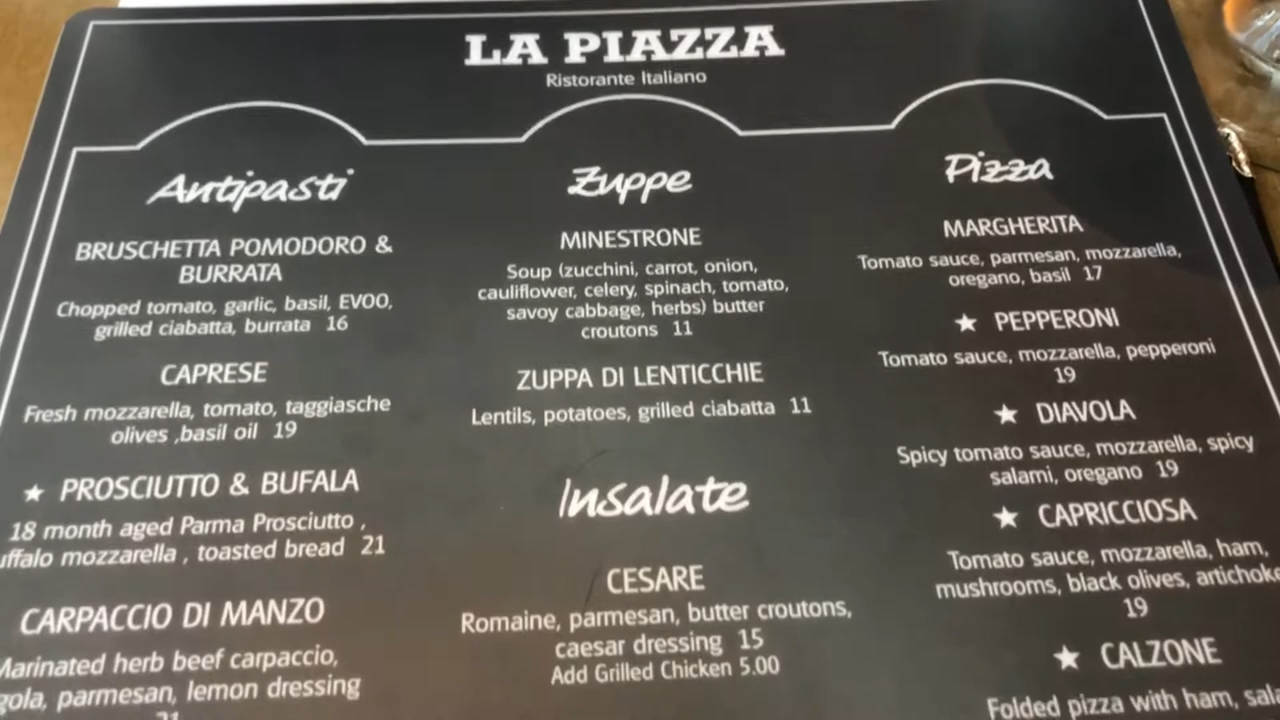 LA PIAZZA
Ristorante Italiano
Antipasti
BRUSCHETTA POMODORO &
BURRATA
Chopped tomato, garlic, basil, EVOO,
grilled ciabatta, burrata 16
CAPRESE
Fresh mozzarella, tomato, taggiasche
olives ,basil oil 19
★ PROSCIUTTO & BUFALA
18 month aged Parma Prosciutto ,
mozzarella , toasted bread 21
CARPACCIO DI MANZO
Marinated herb beef carpaccio,
parmesan, lemon dressing
Zuppe
MINESTRONE
Soup (zucchini, carrot, onion,
cauliflower, celery, spinach, tomato,
savoy cabbage, herbs) butter
croutons 11
ZUPPA DI LENTICCHIE
Lentils, potatoes, grilled ciabatta 11
Insalate
CESARE
Romaine, parmesan, butter croutons,
caesar dressing 15
Add Grilled Chicken 5.00
Pizza
MARGHERITA
Tomato sauce, parmesan, mozzarella,
oregano, basil 17
★ PEPPERONI
Tomato sauce, mozzarella, pepperoni
19
★ DIAVOLA
Spicy tomato sauce, mozzarella, spicy
salami, oregano 19
★ CAPRICCIOSA
Tomato sauce, mozzarella, ham,
mushrooms, black olives, artichoke
19
★ CALZONE
Folded pizza with ham,